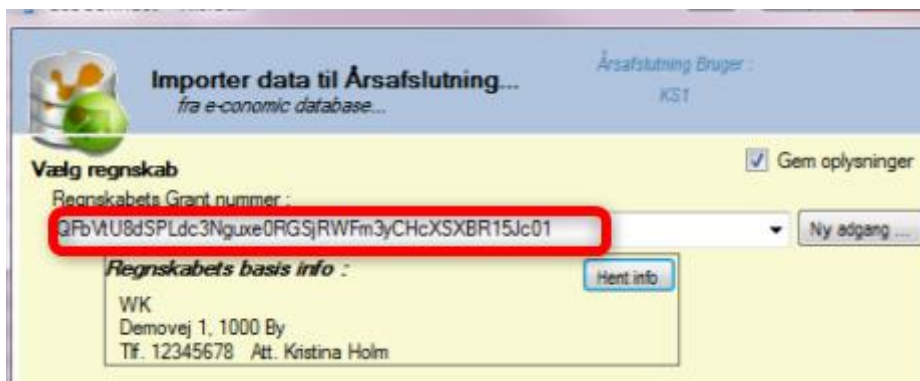 Importer data til Årsafslutning...
fra e-conomic database...
Årsafslutning Bruger :
KS1
Vælg regnskab
Gem oplysninger
Regnskabets Grant nummer :
QFbVtU8dSPLdc3Nguxe0RGSjRWFm3yCHcXSXBR15Jc01
Ny adgang ...
Regnskabets basis info :
Hent info
WK
Demovej 1, 1000 By
Tlf. 12345678 Att. Kristina Holm